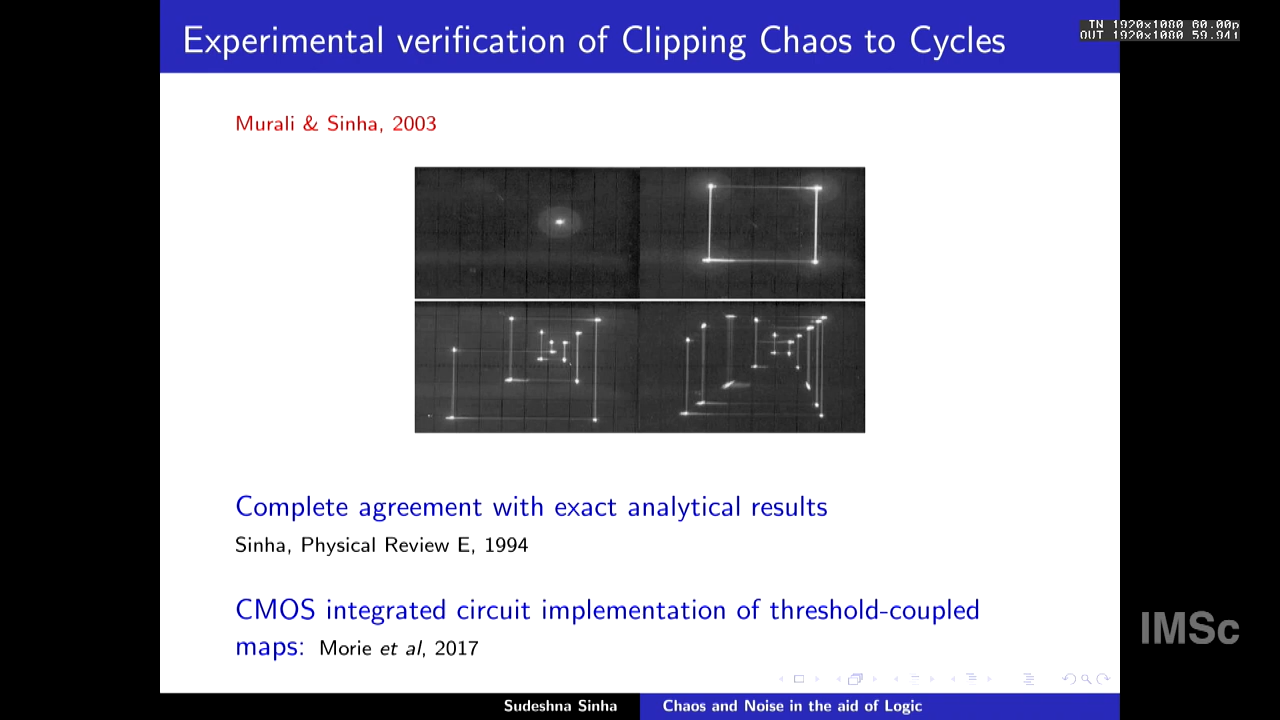 Experimental verification of Clipping Chaos to Cycles
TN 1920x1080 60.00p
OUT 1920x1080 59.94i
Murali & Sinha, 2003
Complete agreement with exact analytical results
Sinha, Physical Review E, 1994
CMOS integrated circuit implementation of threshold-coupled
maps: Morie et al, 2017
IMSc
Sudeshna Sinha
Chaos and Noise in the aid of Logic